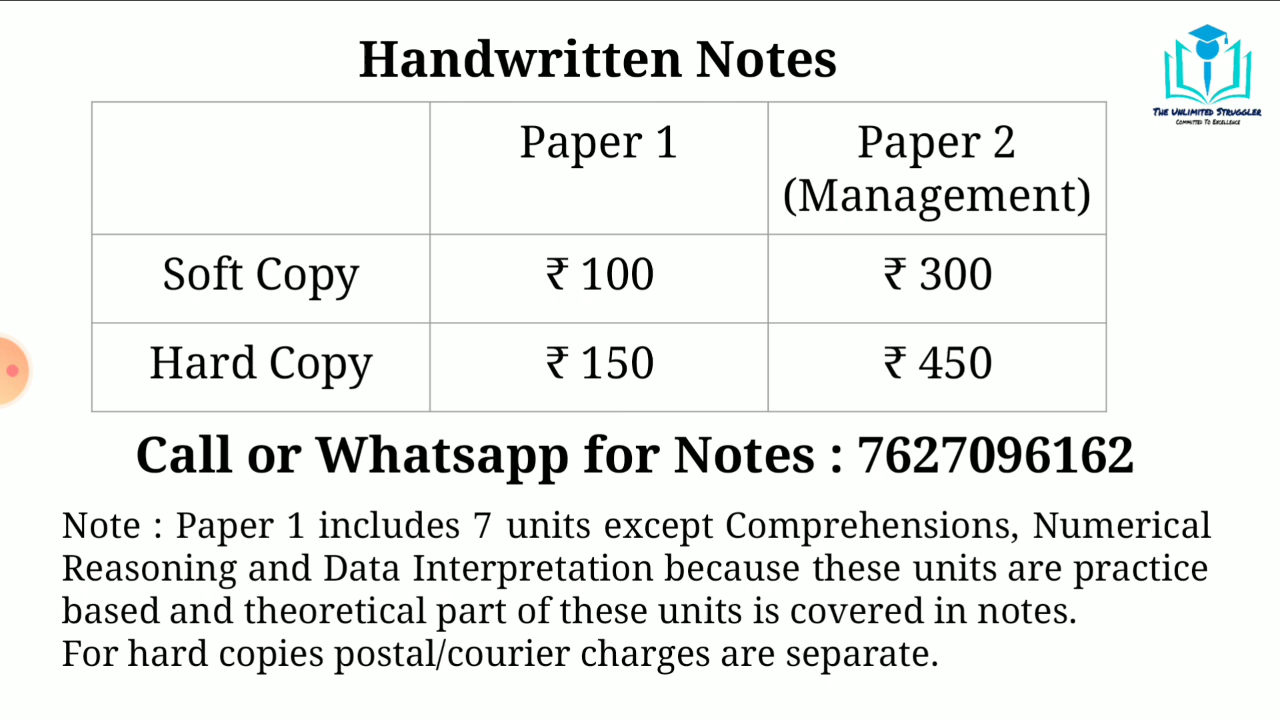 Handwritten Notes
THE UNLIMITED STRUGGLER
COMMITTED TO EXCELLENCE
Paper 1 Paper 2
(Management)
Soft Copy ₹ 100 ₹ 300
Hard Copy ₹ 150 ₹ 450
Call or Whatsapp for Notes : 7627096162
Note : Paper 1 includes 7 units except Comprehensions, Numerical
Reasoning and Data Interpretation because these units are practice
based and theoretical part of these units is covered in notes.
For hard copies postal/courier charges are separate.